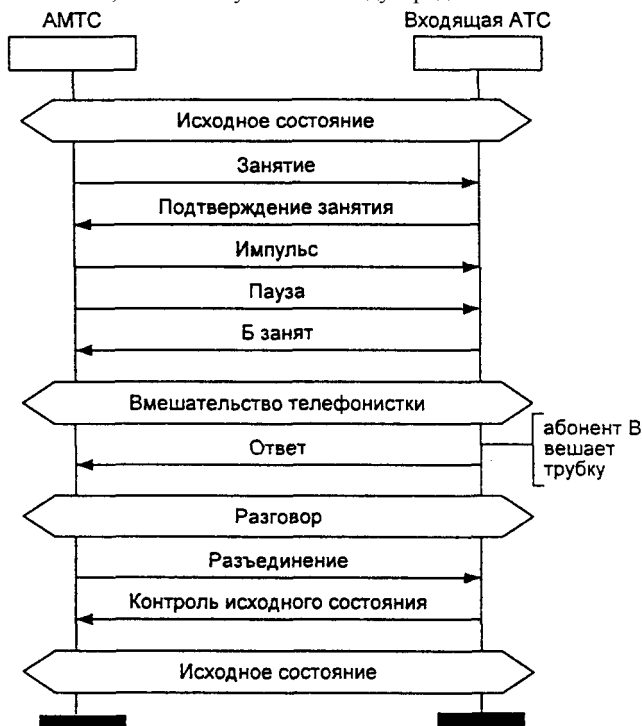 АМТС
Входящая АТС
Исходное состояние
Занятие
Подтверждение занятия
Импульс
Пауза
Б занят
Вмешательство телефонистки
абонент В
вешает
трубку
Ответ
Разговор
Разъединение
Контроль исходного состояния
Исходное состояние